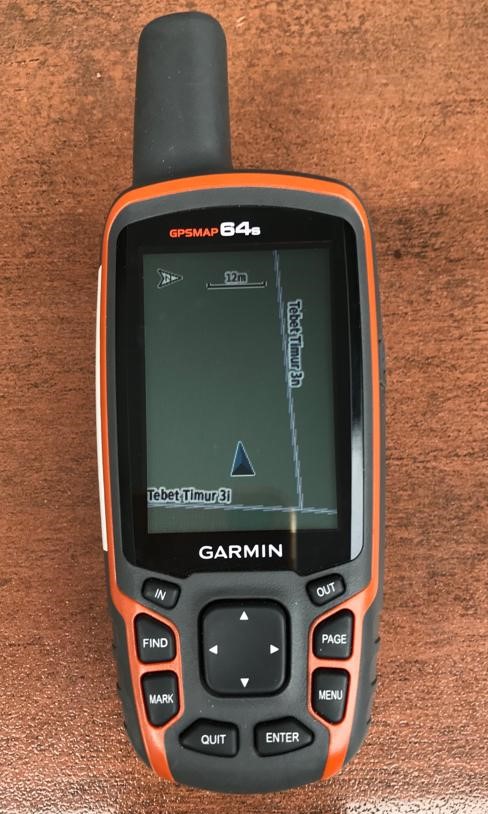 GPSMAP 64s
12m
Tebet Timur 3n
Tebet Timur 3i
GARMIN
IN
OUT
FIND
PAGE
MARK
MENU
QUIT
ENTER